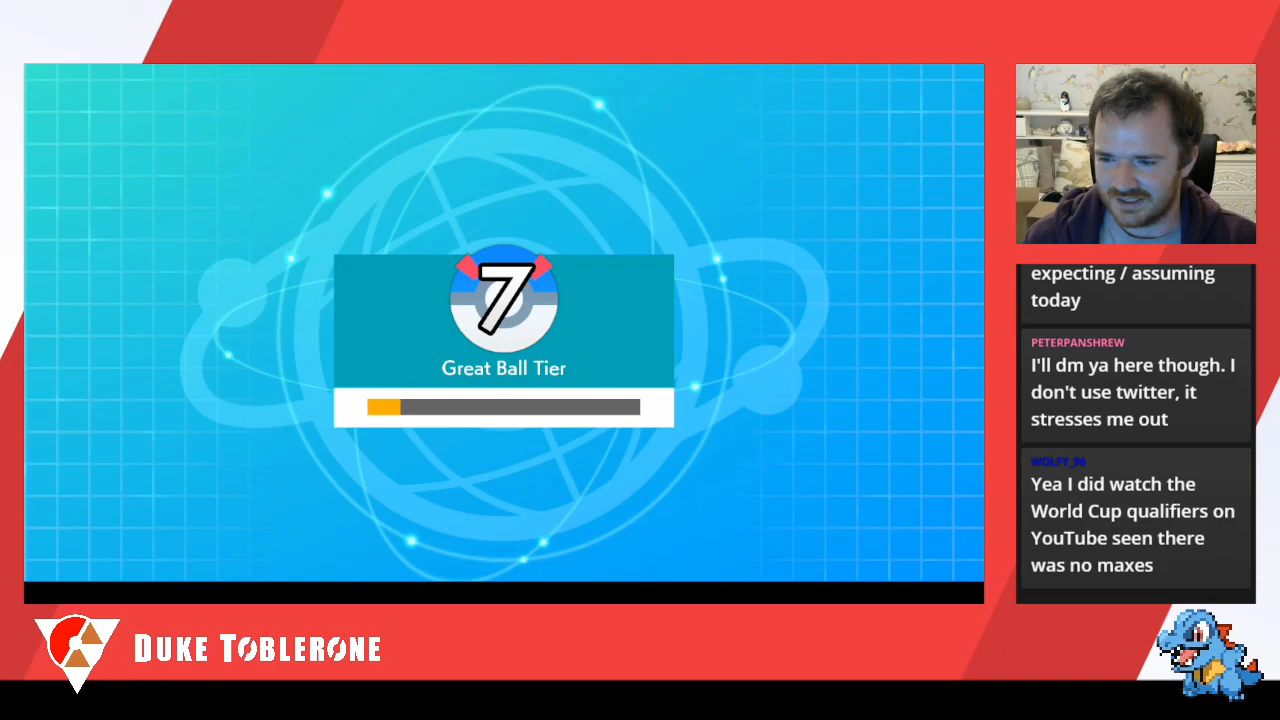 7
Great Ball Tier
expecting / assuming
today
PETERPANSHREW
I'll dm ya here though. I
don't use twitter, it
stresses me out
WOLFY_96
Yea I did watch the
World Cup qualifiers on
YouTube seen there
was no maxes
DUKE TOBLERONE